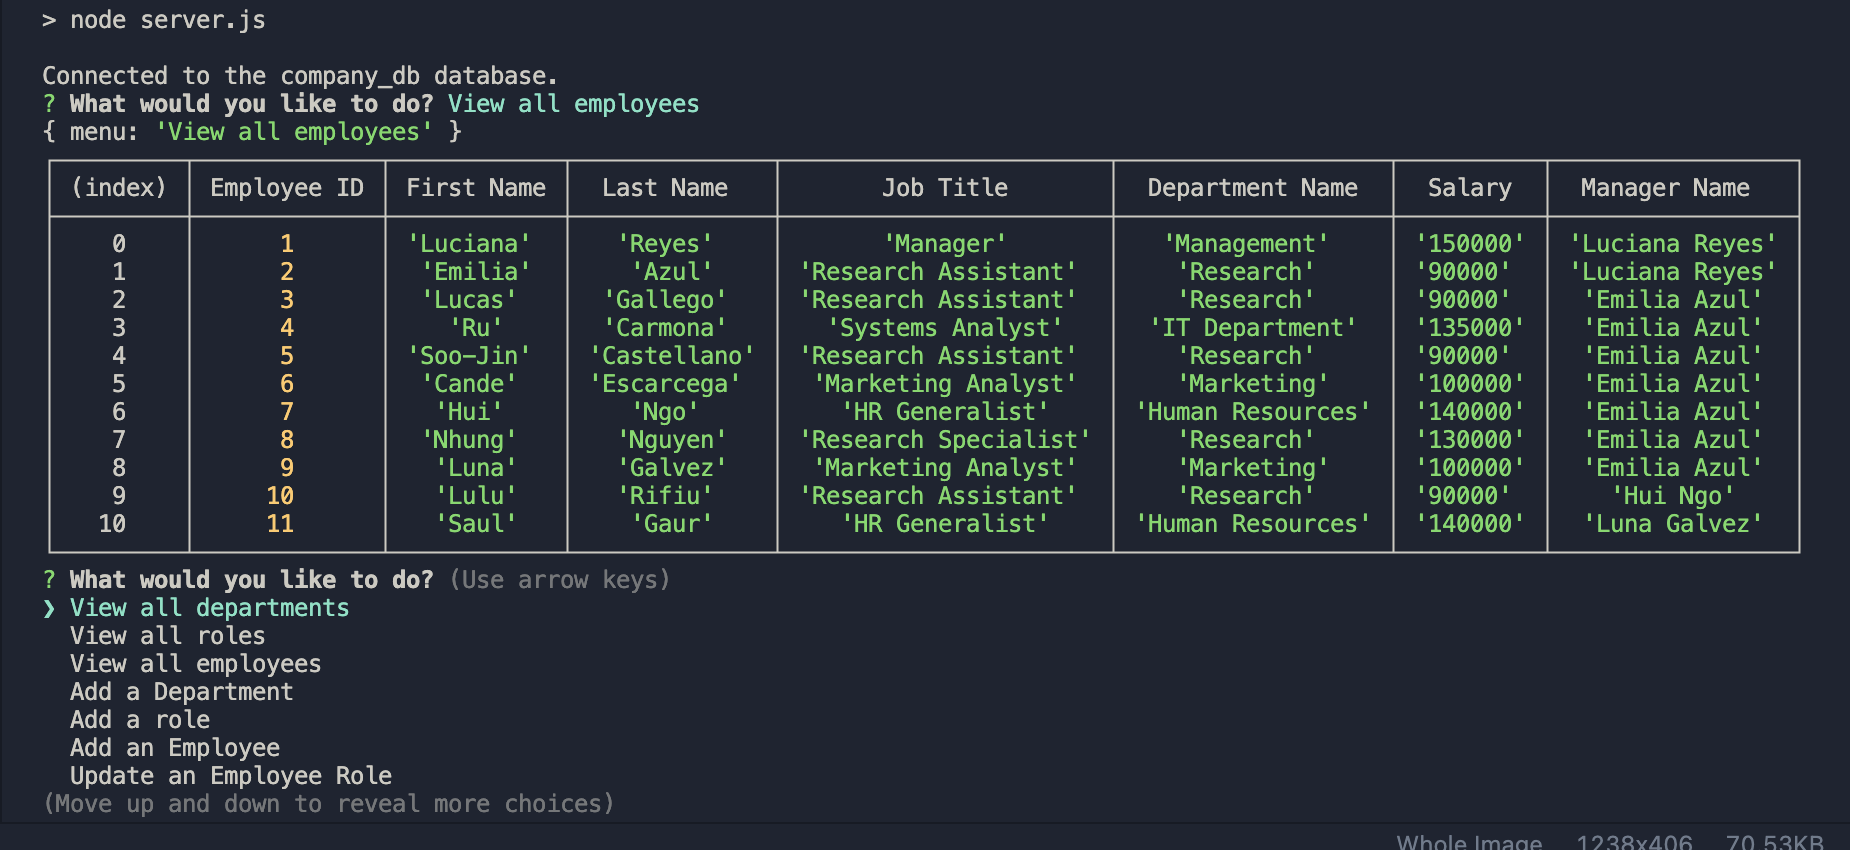 > node server.js
Connected to the company_db database.
? What would you like to do? View all employees
{ menu: 'View all employees' }
(index) Employee ID First Name Last Name Job Title Department Name Salary Manager Name
0 1 'Luciana' 'Reyes' 'Manager' 'Management' '150000' 'Luciana Reyes'
1 2 'Emilia' 'Azul' 'Research Assistant' 'Research' '90000' 'Luciana Reyes'
2 3 'Lucas' 'Gallego' 'Research Assistant' 'Research' '90000' 'Emilia Azul'
3 4 'Ru' 'Carmona' 'Systems Analyst' 'IT Department' '135000' 'Emilia Azul'
4 5 'Soo-Jin' 'Castellano' 'Research Assistant' 'Research' '90000' 'Emilia Azul'
5 6 'Cande' 'Escarcega' 'Marketing Analyst' 'Marketing' '100000' 'Emilia Azul'
6 7 'Hui' 'Ngo' 'HR Generalist' 'Human Resources' '140000' 'Emilia Azul'
7 8 'Nhung' 'Nguyen' 'Research Specialist' 'Research' '130000' 'Emilia Azul'
8 9 'Luna' 'Galvez' 'Marketing Analyst' 'Marketing' '100000' 'Emilia Azul'
9 10 'Lulu' 'Rifiu' 'Research Assistant' 'Research' '90000' 'Hui Ngo'
10 11 'Saul' 'Gaur' 'HR Generalist' 'Human Resources' '140000' 'Luna Galvez'
? What would you like to do? (Use arrow keys)
❯ View all departments
View all roles
View all employees
Add a Department
Add a role
Add an Employee
Update an Employee Role
(Move up and down to reveal more choices)
Whole Image 1238x406 70.53KB